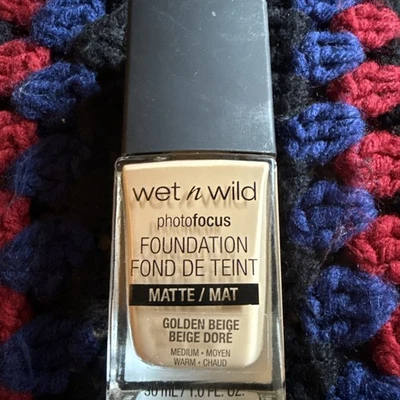 wet n wild
photofocus
FOUNDATION
FOND DE TEINT
MATTE / MAT
GOLDEN BEIGE
BEIGE DORÉ
MEDIUM • MOYEN
WARM • CHAUD
30 mL / 1.0 FL. OZ.